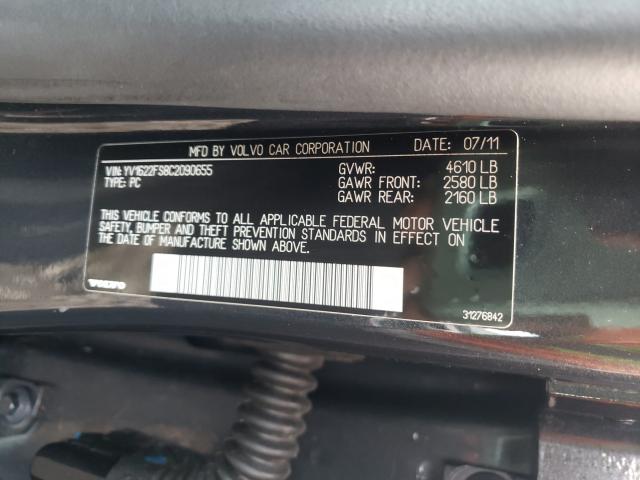 MFD BY VOLVO CAR CORPORATION DATE: 07/11
VIN: YV1622FS8C2090655 GVWR: 4610 LB
TYPE: PC GAWR FRONT: 2580 LB
GAWR REAR: 2160 LB
THIS VEHICLE CONFORMS TO ALL APPLICABLE FEDERAL MOTOR VEHICLE
SAFETY, BUMPER AND THEFT PREVENTION STANDARDS IN EFFECT ON
THE DATE OF MANUFACTURE SHOWN ABOVE.
VOLVO 31276842